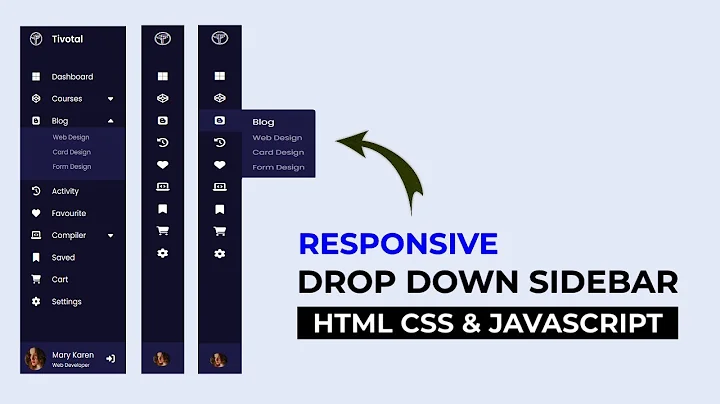 Tivotal
Dashboard
Courses
Blog
Web Design
Card Design
Form Design
Activity
Favourite
Compiler
Saved
Cart
Settings
Mary Karen
Web Developer
Blog
Web Design
Card Design
Form Design
RESPONSIVE
DROP DOWN SIDEBAR
HTML CSS & JAVASCRIPT